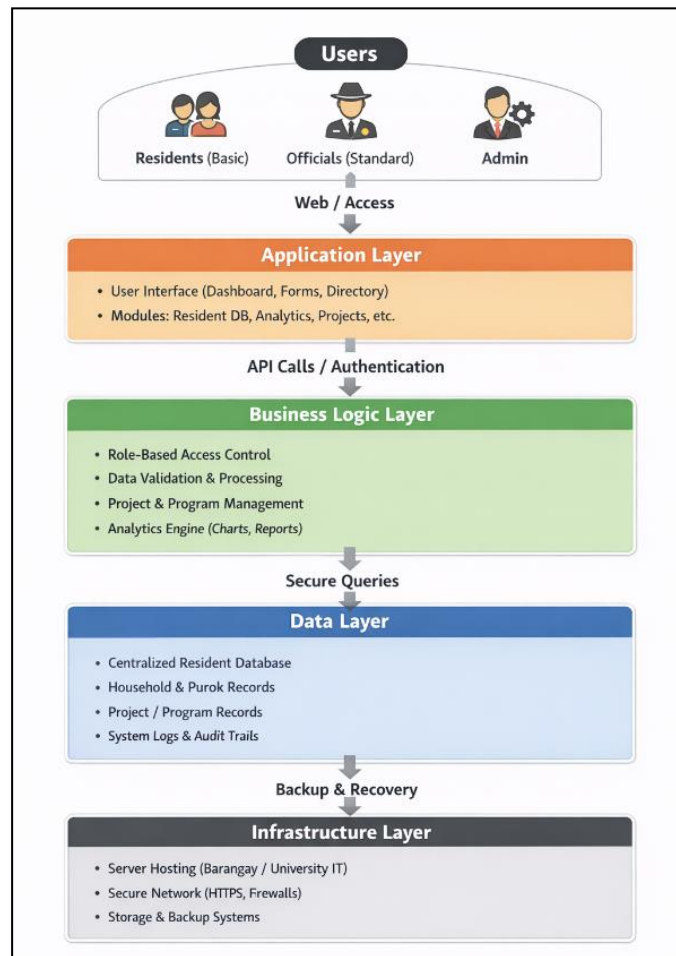 Users
Residents (Basic)
Officials (Standard)
Admin
Web / Access
Application Layer
• User Interface (Dashboard, Forms, Directory)
• Modules: Resident DB, Analytics, Projects, etc.
API Calls / Authentication
Business Logic Layer
• Role-Based Access Control
• Data Validation & Processing
• Project & Program Management
• Analytics Engine (Charts, Reports)
Secure Queries
Data Layer
• Centralized Resident Database
• Household & Purok Records
• Project / Program Records
• System Logs & Audit Trails
Backup & Recovery
Infrastructure Layer
• Server Hosting (Barangay / University IT)
• Secure Network (HTTPS, Firewalls)
• Storage & Backup Systems